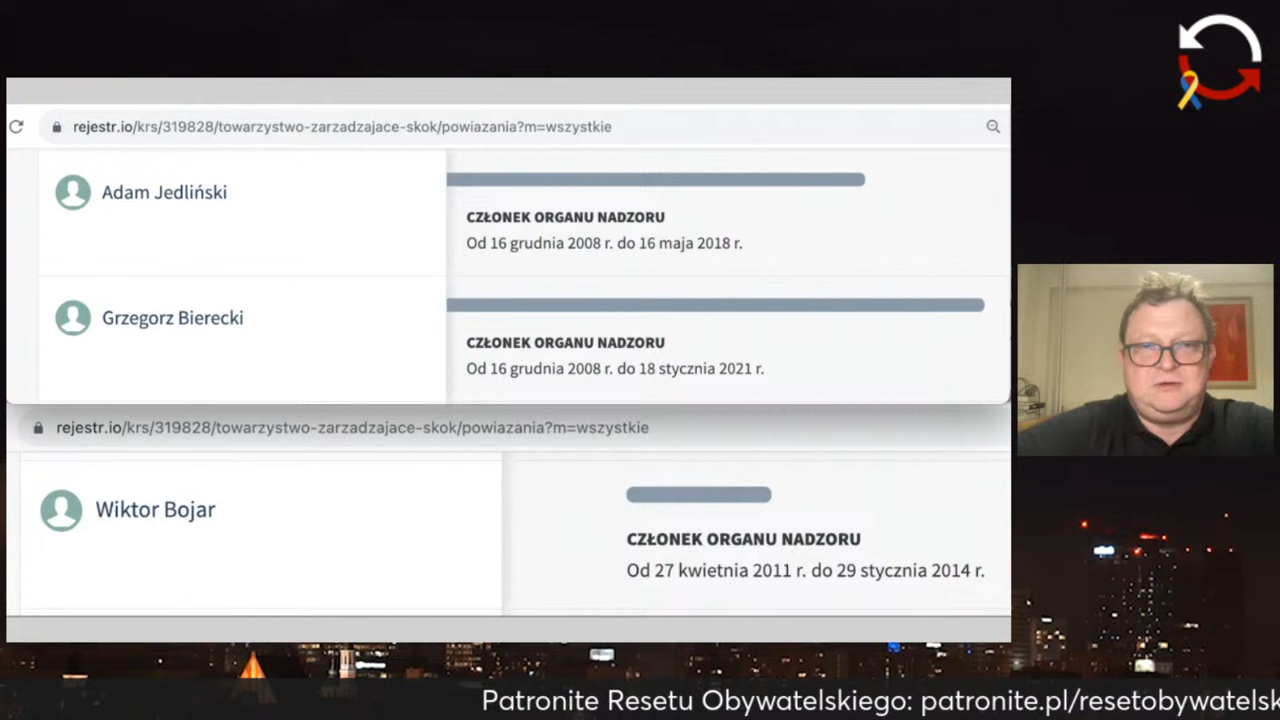 rejestr.io/krs/319828/towarzystwo-zarzadzajace-skok/powiazania?m=wszystkie
Adam Jedliński
CZŁONEK ORGANU NADZORU
Od 16 grudnia 2008 r. do 16 maja 2018 r.
Grzegorz Bierecki
CZŁONEK ORGANU NADZORU
Od 16 grudnia 2008 r. do 18 stycznia 2021 r.
rejestr.io/krs/319828/towarzystwo-zarzadzajace-skok/powiazania?m=wszystkie
Wiktor Bojar
CZŁONEK ORGANU NADZORU
Od 27 kwietnia 2011 r. do 29 stycznia 2014 r.
Patronite Resetu Obywatelskiego: patronite.pl/resetobywatelsk